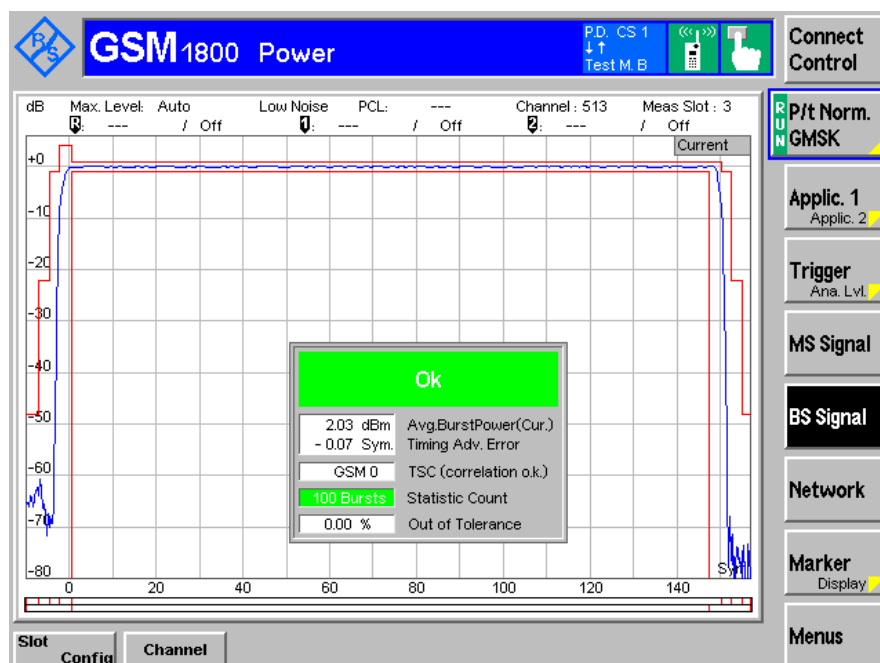 R/S
GSM 1800 Power
P.D. CS 1
Test M. B
Connect Control
dB Max. Level: Auto Low Noise PCL: --- Channel : 513 Meas Slot : 3
R: --- / Off 1: --- / Off 2: --- / Off
Current
RUN
P/t Norm. GMSK
Applic. 1
Applic. 2
Trigger
Ana. Lvl.
MS Signal
BS Signal
Network
Marker
Display
Menus
+0
-10
-20
-30
-40
-50
-60
-70
-80
Ok
2.03 dBm Avg.BurstPower(Cur.)
- 0.07 Sym. Timing Adv. Error
GSM 0 TSC (correlation o.k.)
100 Bursts Statistic Count
0.00 % Out of Tolerance
0 20 40 60 80 100 120 140
Slot Config
Channel